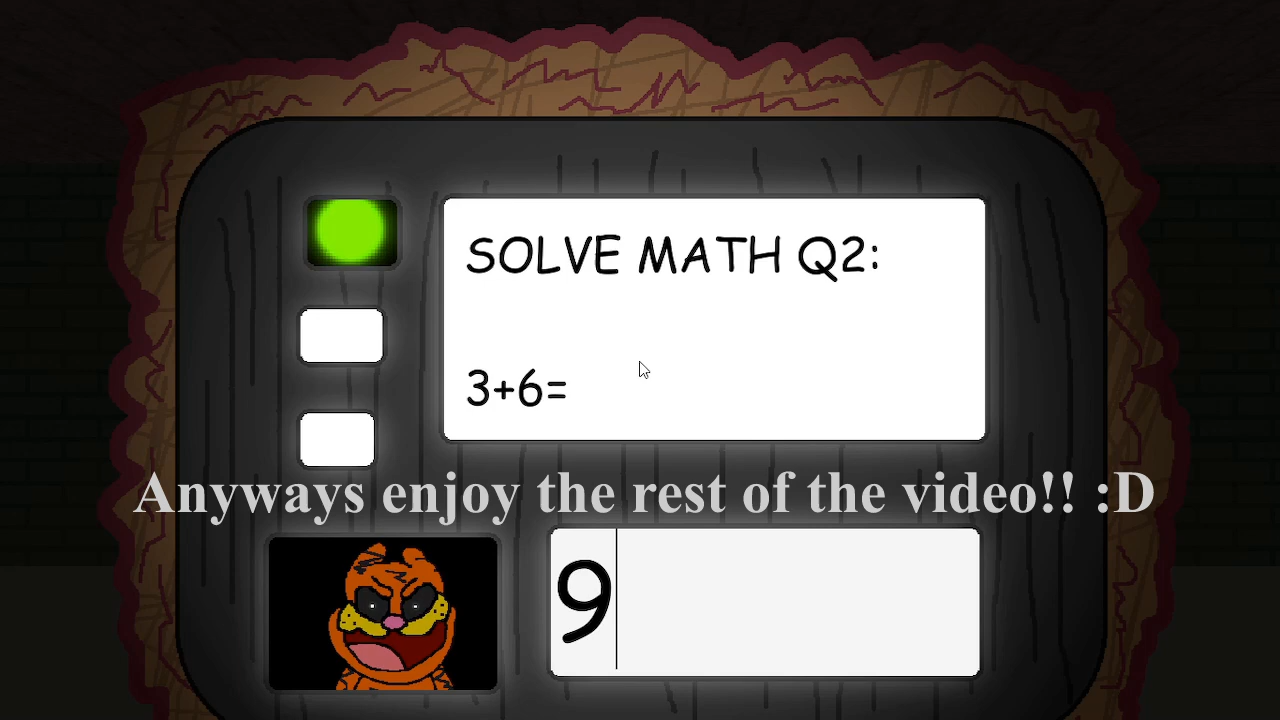 SOLVE MATH Q2:
3+6=
Anyways enjoy the rest of the video!! :D
9